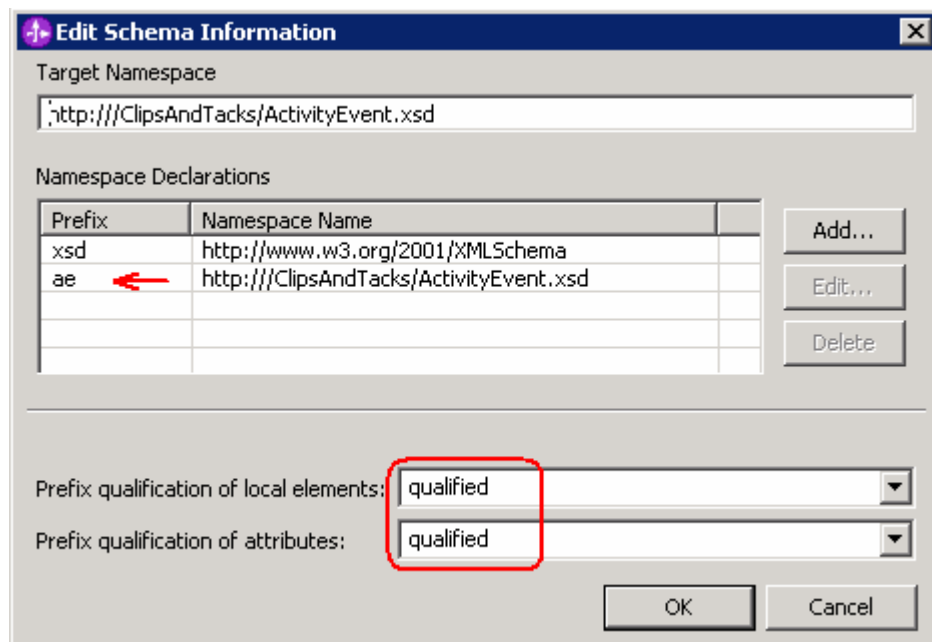 Edit Schema Information
Target Namespace
http:///ClipsAndTacks/ActivityEvent.xsd
Namespace Declarations
Prefix Namespace Name
xsd http://www.w3.org/2001/XMLSchema
Add...
ae http:///ClipsAndTacks/ActivityEvent.xsd
Edit...
Delete
Prefix qualification of local elements: qualified
Prefix qualification of attributes: qualified
OK Cancel